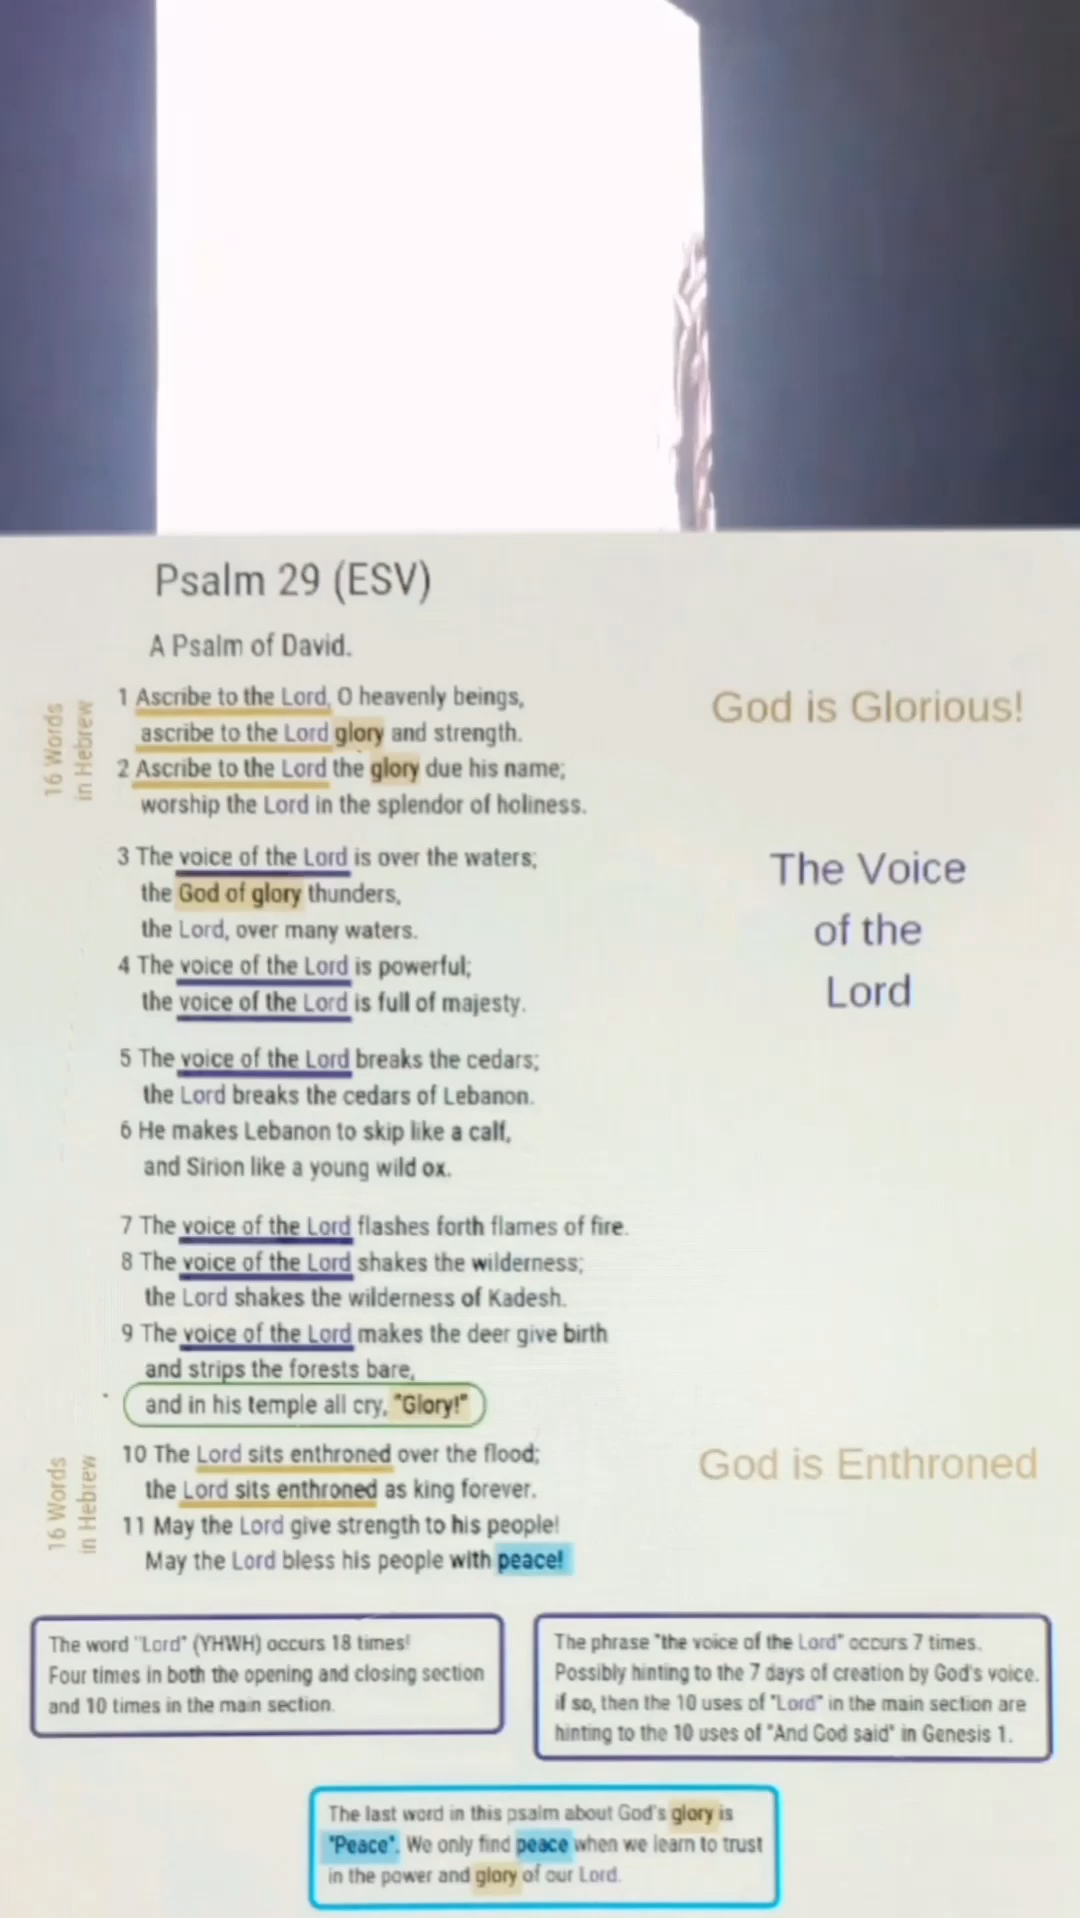 Psalm 29 (ESV)
A Psalm of David.
16 Words
in Hebrew
1 Ascribe to the Lord, O heavenly beings,
ascribe to the Lord glory and strength.
2 Ascribe to the Lord the glory due his name;
worship the Lord in the splendor of holiness.
God is Glorious!
3 The voice of the Lord is over the waters;
the God of glory thunders,
the Lord, over many waters.
4 The voice of the Lord is powerful;
the voice of the Lord is full of majesty.
The Voice
of the
Lord
5 The voice of the Lord breaks the cedars;
the Lord breaks the cedars of Lebanon.
6 He makes Lebanon to skip like a calf,
and Sirion like a young wild ox.
7 The voice of the Lord flashes forth flames of fire.
8 The voice of the Lord shakes the wilderness;
the Lord shakes the wilderness of Kadesh.
9 The voice of the Lord makes the deer give birth
and strips the forests bare,
and in his temple all cry, "Glory!"
16 Words
in Hebrew
10 The Lord sits enthroned over the flood;
the Lord sits enthroned as king forever.
11 May the Lord give strength to his people!
May the Lord bless his people with peace!
God is Enthroned
The word "Lord" (YHWH) occurs 18 times!
Four times in both the opening and closing section
and 10 times in the main section.
The phrase "the voice of the Lord" occurs 7 times.
Possibly hinting to the 7 days of creation by God's voice.
if so, then the 10 uses of "Lord" in the main section are
hinting to the 10 uses of "And God said" in Genesis 1.
The last word in this psalm about God's glory is
"Peace". We only find peace when we learn to trust
in the power and glory of our Lord.